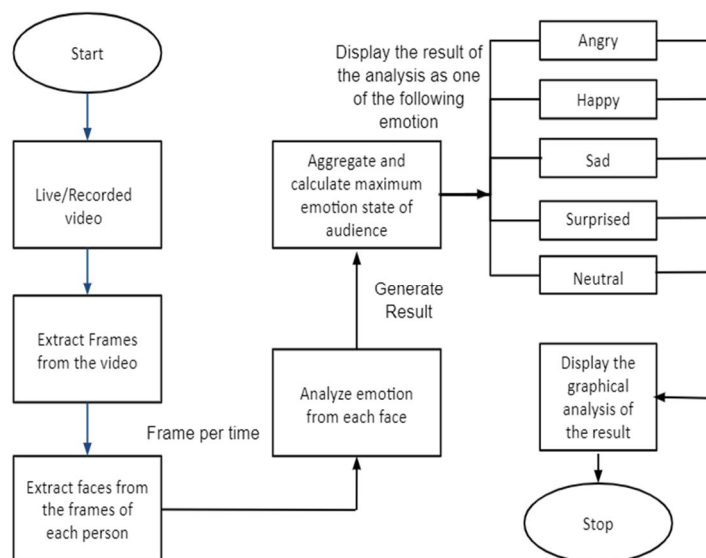 Start
Live/Recorded
video
Extract Frames
from the video
Extract faces from
the frames of
each person
Frame per time
Analyze emotion
from each face
Generate
Result
Aggregate and
calculate maximum
emotion state of
audience
Display the result of
the analysis as one
of the following
emotion
Angry
Happy
Sad
Surprised
Neutral
Display the
graphical
analysis of
the result
Stop